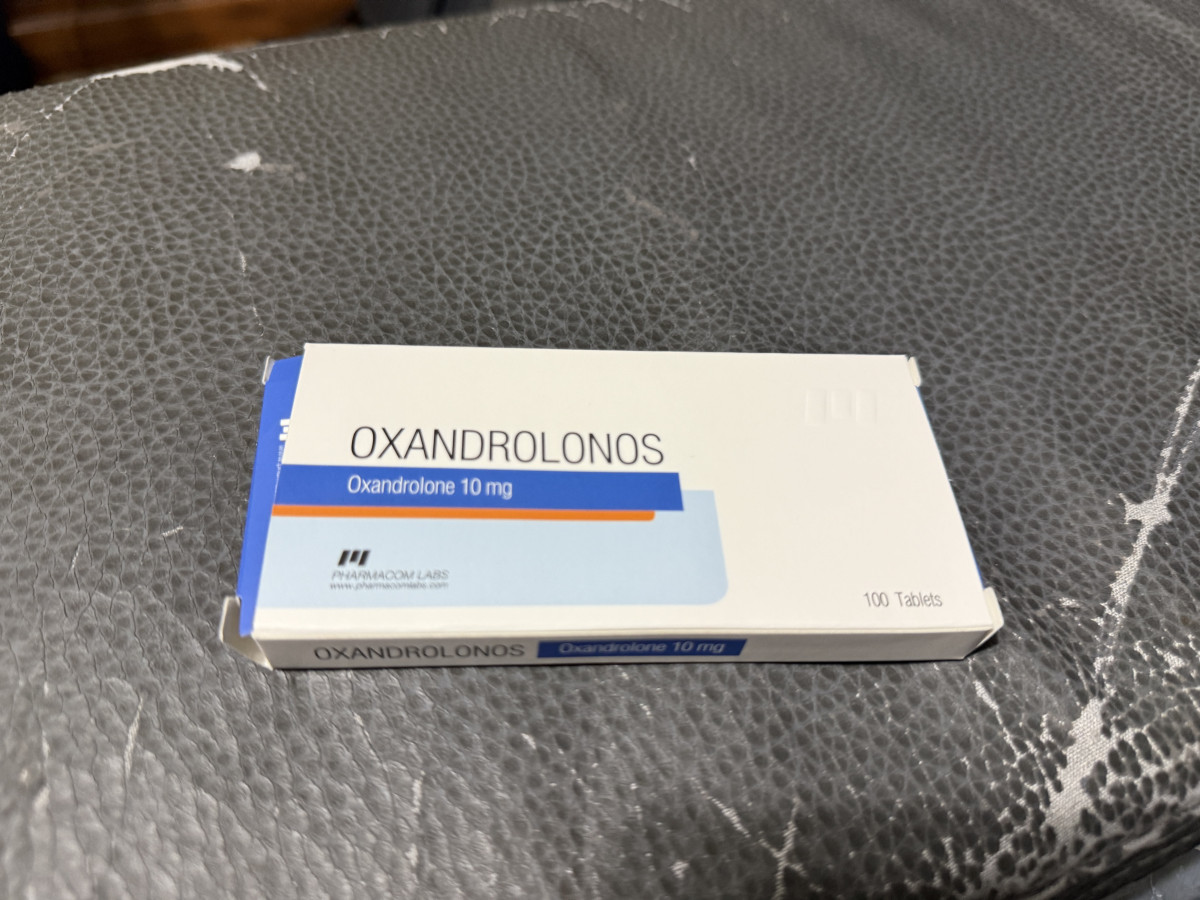 OXANDROLONOS
Oxandrolone 10 mg
PHARMACOM LABS
www.pharmacomlabs.com
100 Tablets
OXANDROLONOS Oxandrolone 10 mg